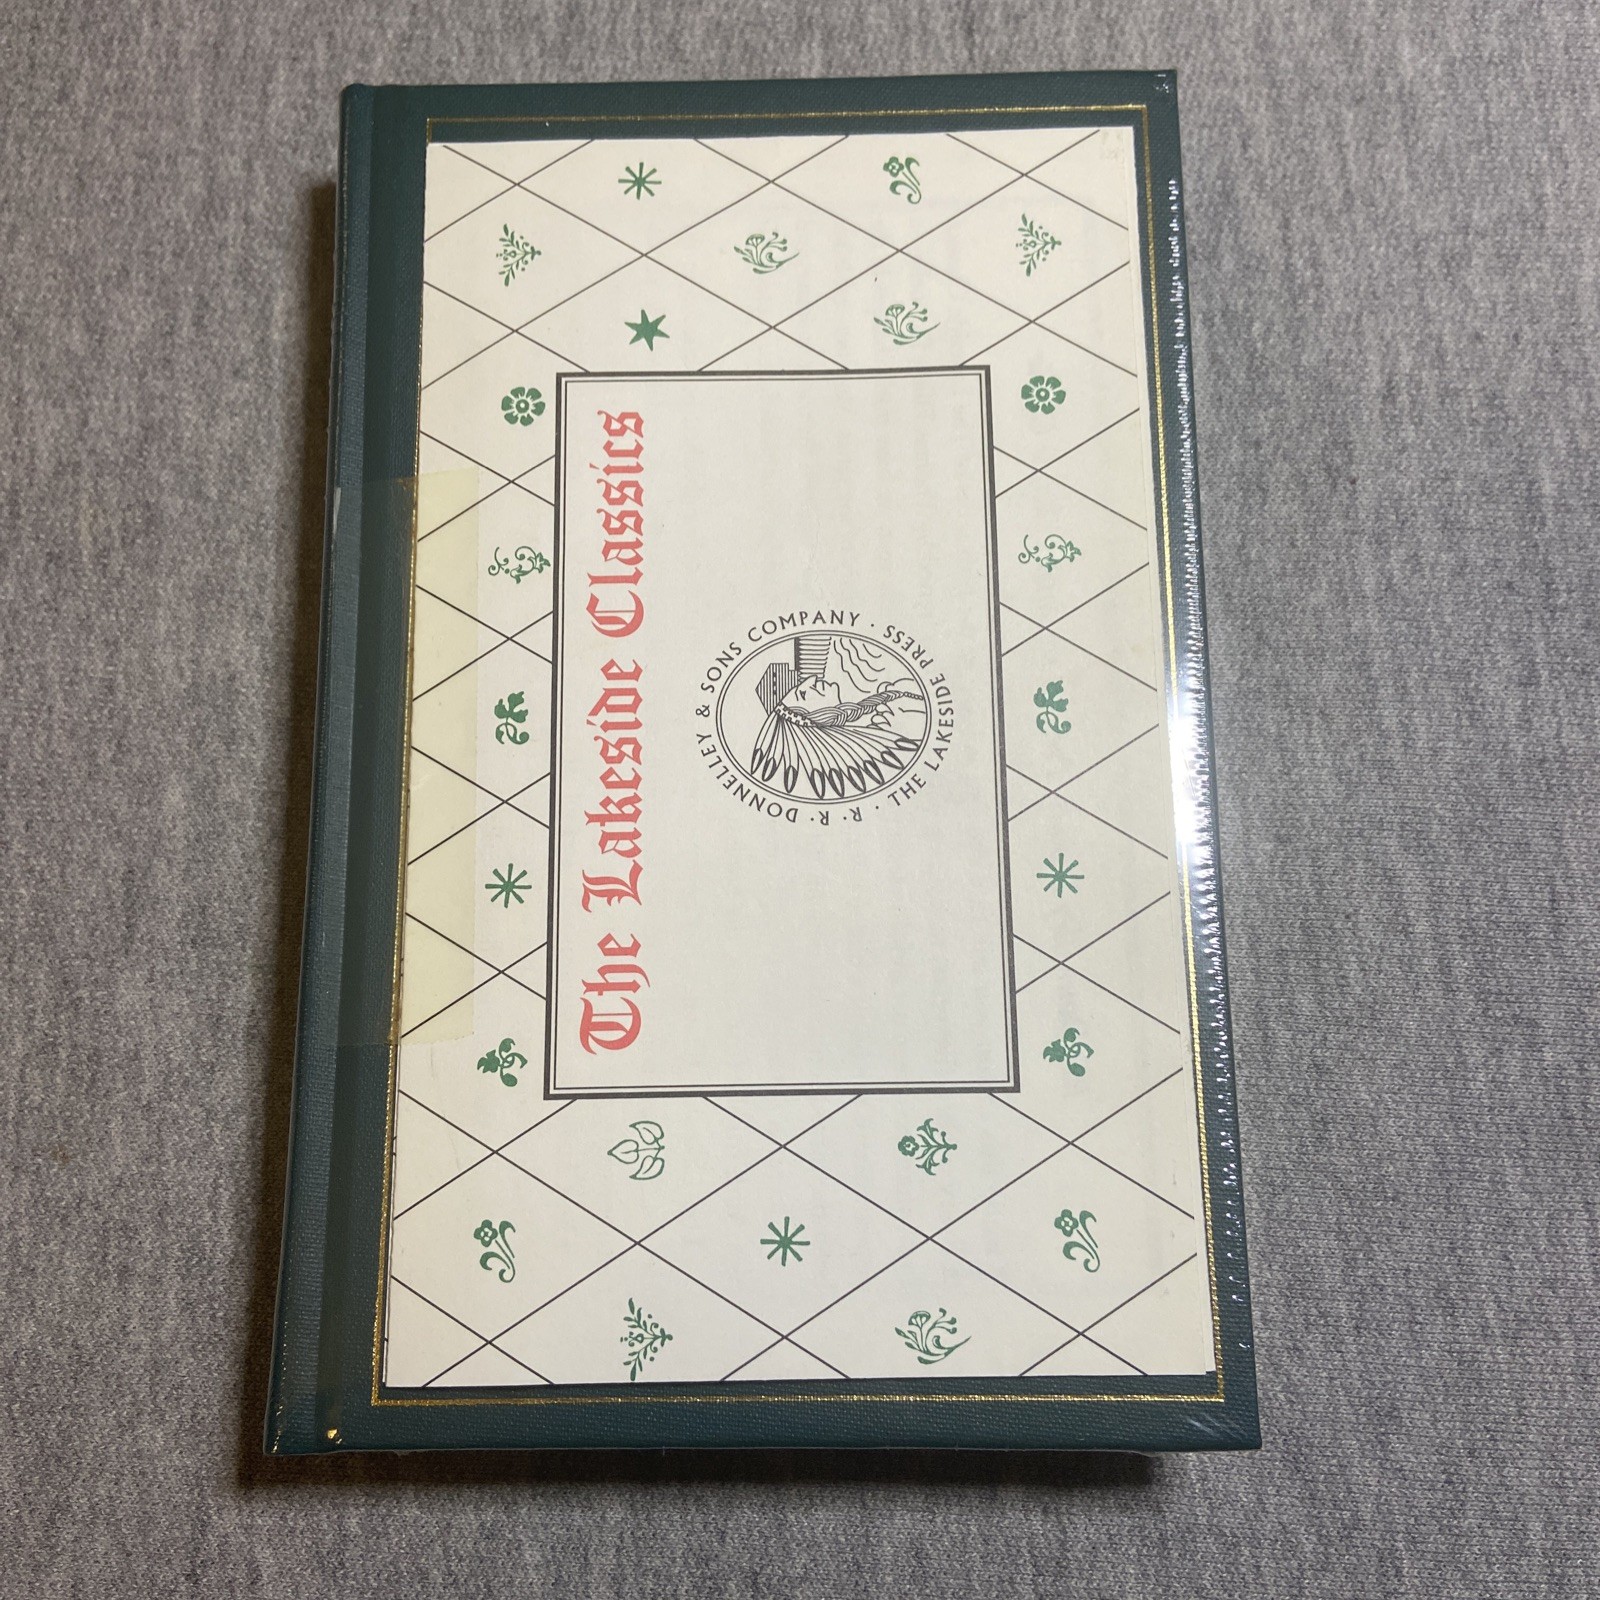 The Lakeside Classics
R. R. DONNELLEY & SONS COMPANY ·
THE LAKESIDE PRESS ·